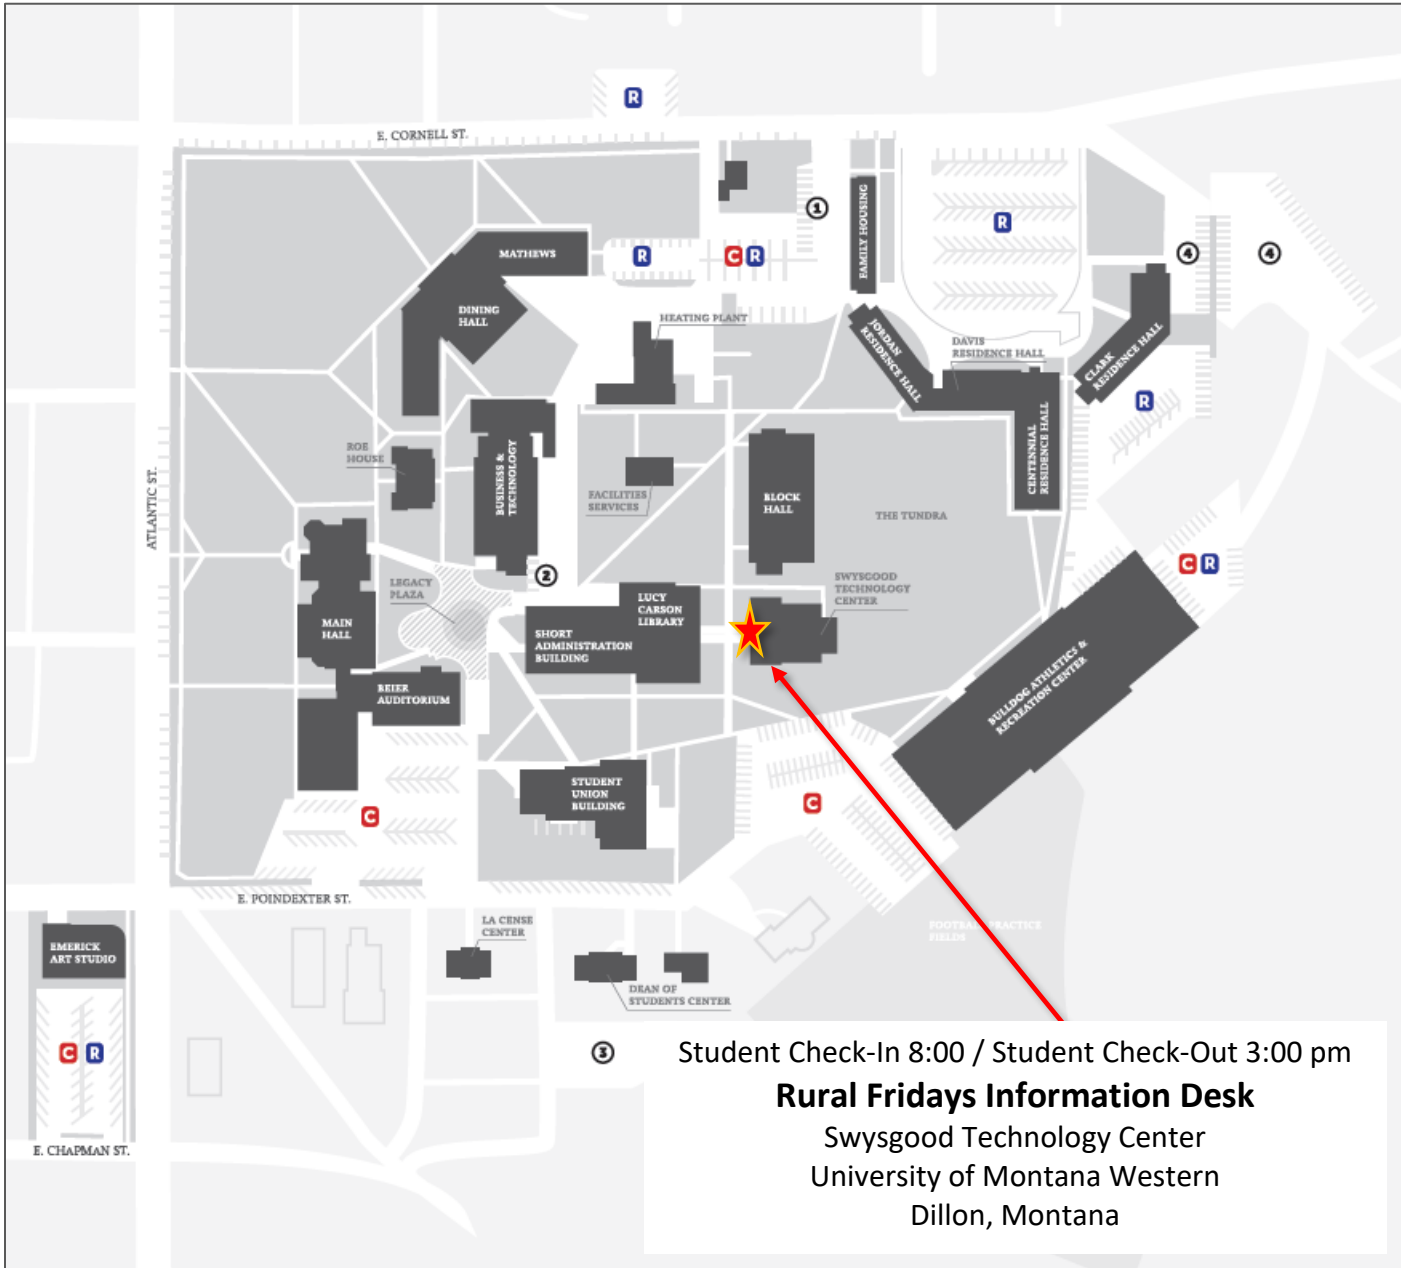 R
E. CORNELL ST.
1
FAMILY HOUSING
R
MATHEWS
R
C R
4
4
DINING
HALL
HEATING PLANT
JORDAN
RESIDENCE HALL
DAVIS
RESIDENCE HALL
CLARK
RESIDENCE HALL
R
ROE
HOUSE
BUSINESS &
TECHNOLOGY
CENTENNIAL
RESIDENCE HALL
ATLANTIC ST.
FACILITIES
SERVICES
BLOCK
HALL
THE TUNDRA
C R
2
LEGACY
PLAZA
SWYSGOOD
TECHNOLOGY
CENTER
LUCY
CARSON
LIBRARY
MAIN
HALL
SHORT
ADMINISTRATION
BUILDING
BEIER
AUDITORIUM
BULLDOG ATHLETICS &
RECREATION CENTER
STUDENT
UNION
BUILDING
C
C
E. POINDEXTER ST.
LA CENSE
CENTER
FOOTBALL PRACTICE
FIELDS
EMERICK
ART STUDIO
DEAN OF
STUDENTS CENTER
C R
3
E. CHAPMAN ST.
Student Check-In 8:00 / Student Check-Out 3:00 pm
Rural Fridays Information Desk
Swysgood Technology Center
University of Montana Western
Dillon, Montana